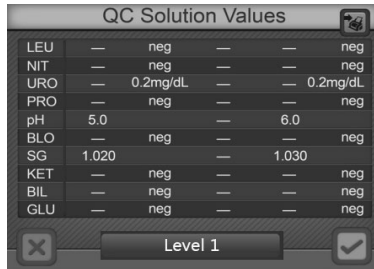 QC Solution Values
LEU — neg — — neg
NIT — neg — — neg
URO — 0.2mg/dL — — 0.2mg/dL
PRO — neg — — neg
pH 5.0 — 6.0
BLO — neg — — neg
SG 1.020 — 1.030
KET — neg — — neg
BIL — neg — — neg
GLU — neg — — neg
Level 1